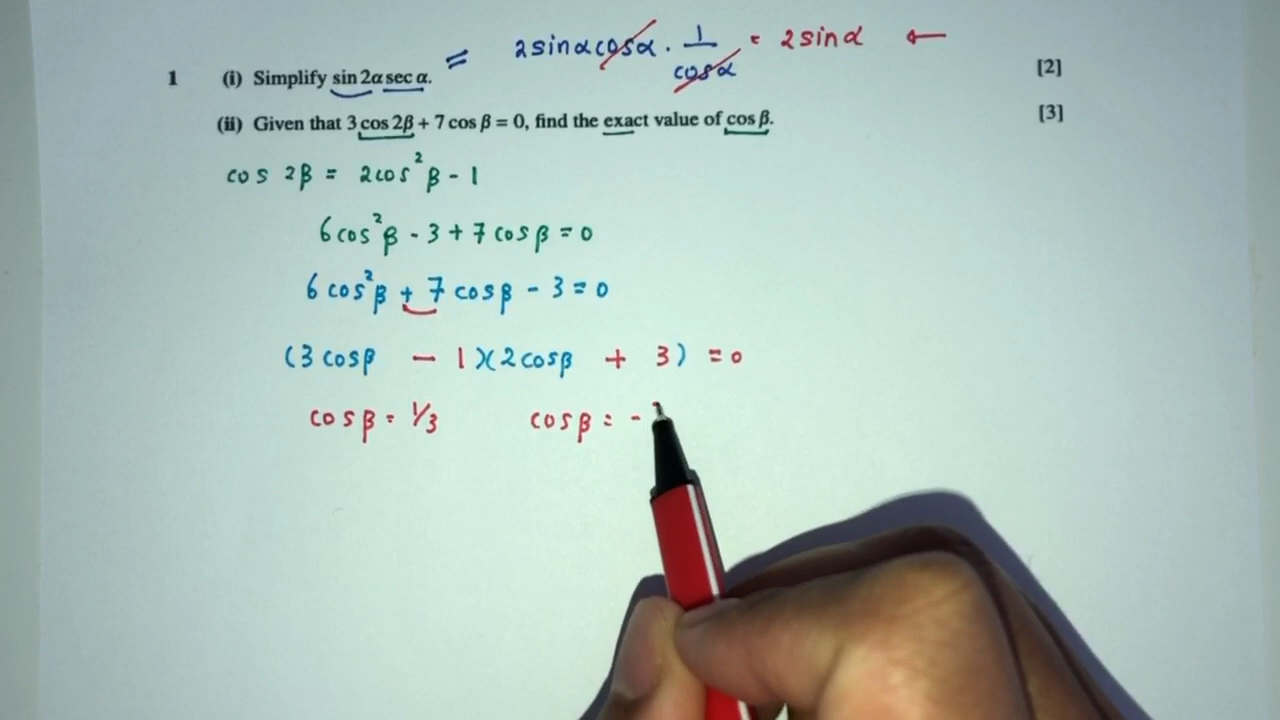 = 2sinαcosα · 1/cosα = 2sinα ←
1 (i) Simplify sin 2α sec α. [2]
(ii) Given that 3 cos 2β + 7 cos β = 0, find the exact value of cos β. [3]
cos 2β = 2cos²β - 1
6cos²β - 3 + 7cosβ = 0
6cos²β + 7cosβ - 3 = 0
(3cosβ - 1)(2cosβ + 3) = 0
cosβ = 1/3 cosβ = -